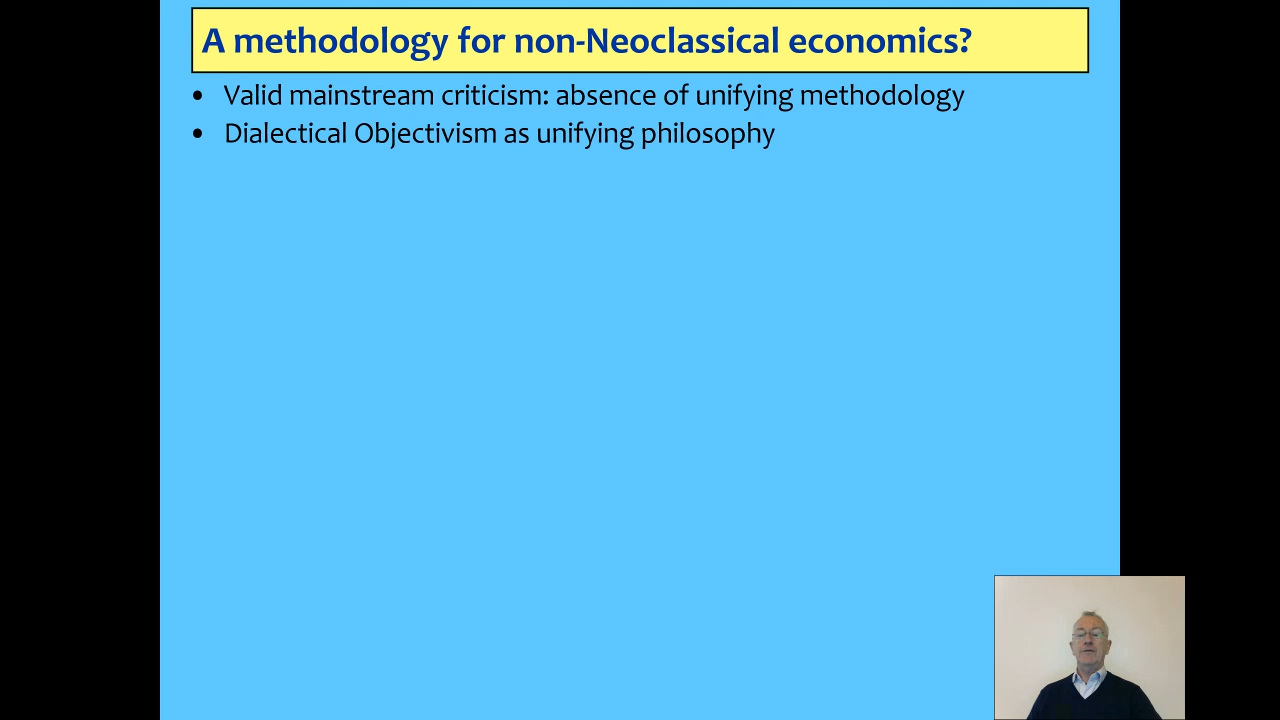 A methodology for non-Neoclassical economics?
• Valid mainstream criticism: absence of unifying methodology
• Dialectical Objectivism as unifying philosophy